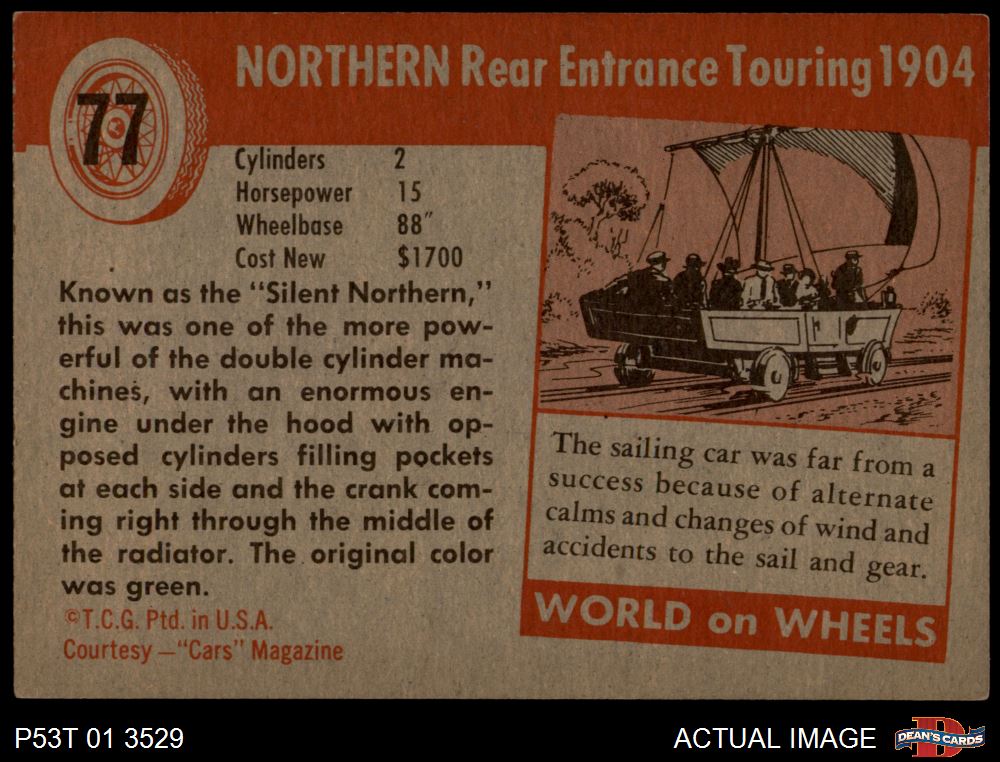 77
NORTHERN Rear Entrance Touring 1904
Cylinders 2
Horsepower 15
Wheelbase 88"
Cost New $1700
Known as the "Silent Northern,"
this was one of the more pow-
erful of the double cylinder ma-
chines, with an enormous en-
gine under the hood with op-
posed cylinders filling pockets
at each side and the crank com-
ing right through the middle of
the radiator. The original color
was green.
©T.C.G. Ptd. in U.S.A.
Courtesy—"Cars" Magazine
The sailing car was far from a
success because of alternate
calms and changes of wind and
accidents to the sail and gear.
WORLD on WHEELS
P53T 01 3529
ACTUAL IMAGE
D
DEAN'S CARDS